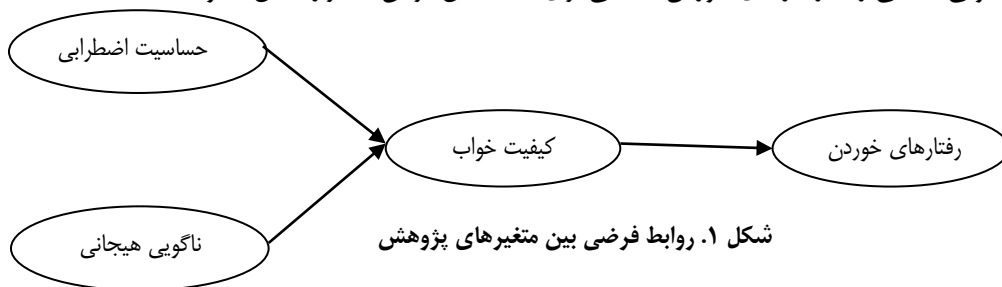 حساسیت اضطرابی
کیفیت خواب
رفتارهای خوردن
ناگویی هیجانی
شکل ۱. روابط فرضی بین متغیرهای پژوهش